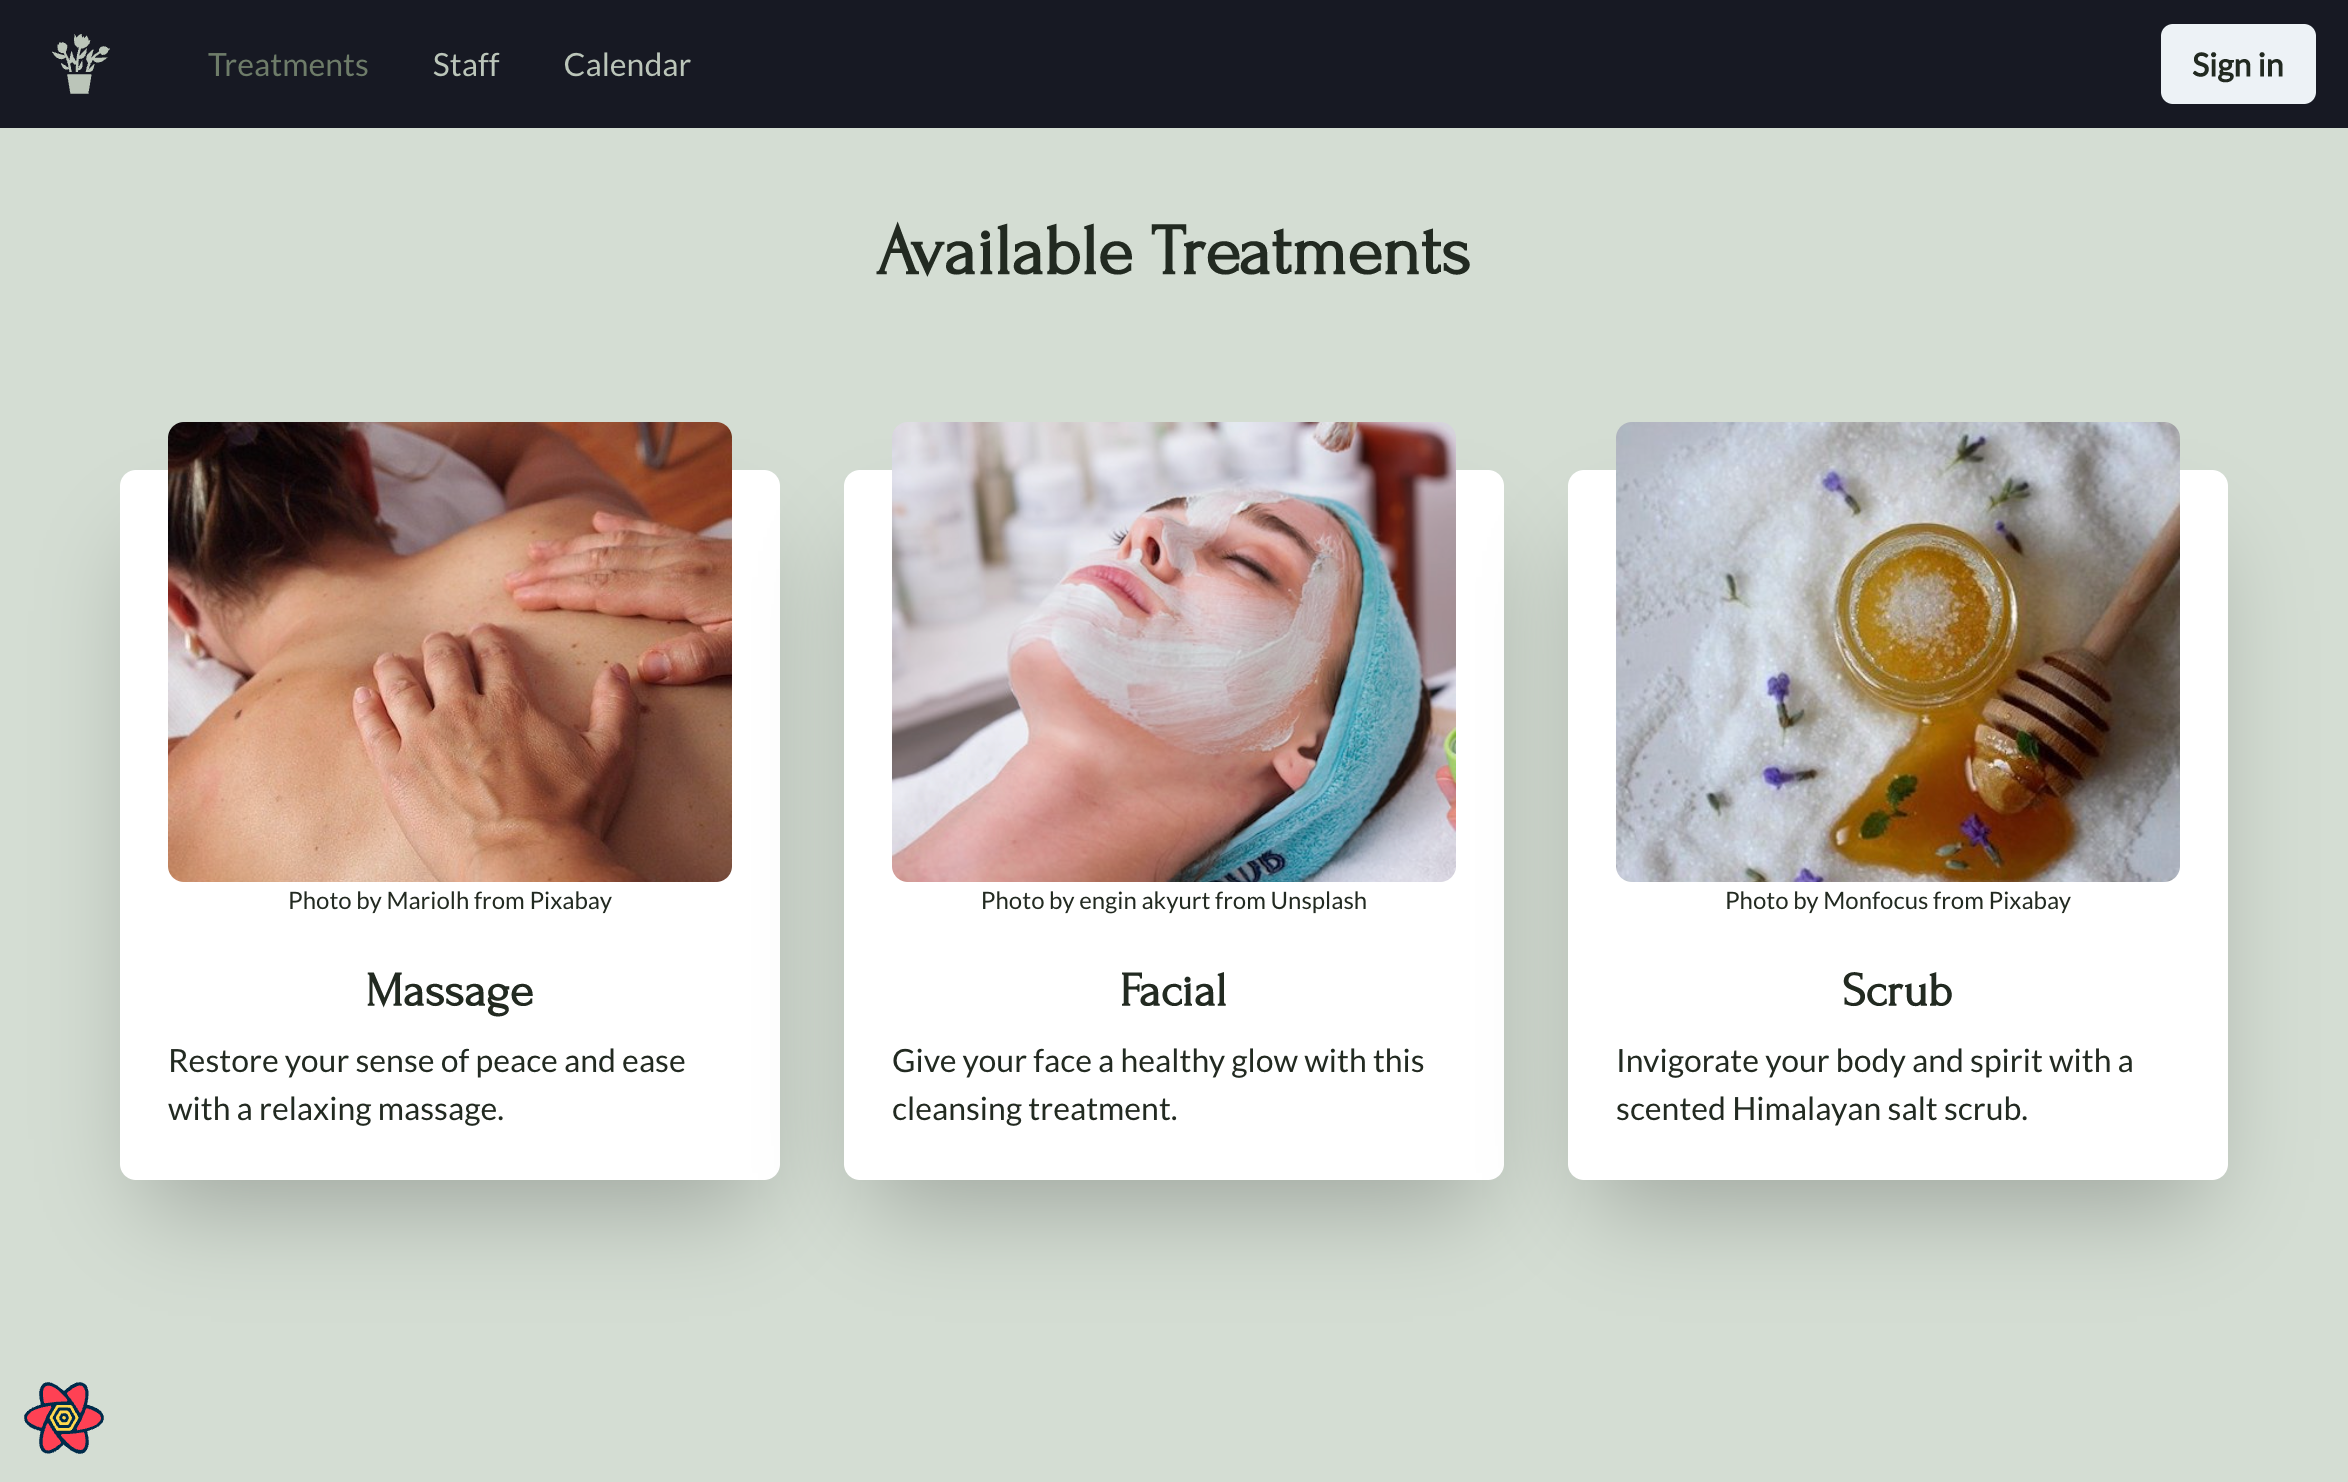 Treatments
Staff
Calendar
Sign in
Available Treatments
Photo by Mariolh from Pixabay
Massage
Restore your sense of peace and ease
with a relaxing massage.
Photo by engin akyurt from Unsplash
Facial
Give your face a healthy glow with this
cleansing treatment.
Photo by Monfocus from Pixabay
Scrub
Invigorate your body and spirit with a
scented Himalayan salt scrub.